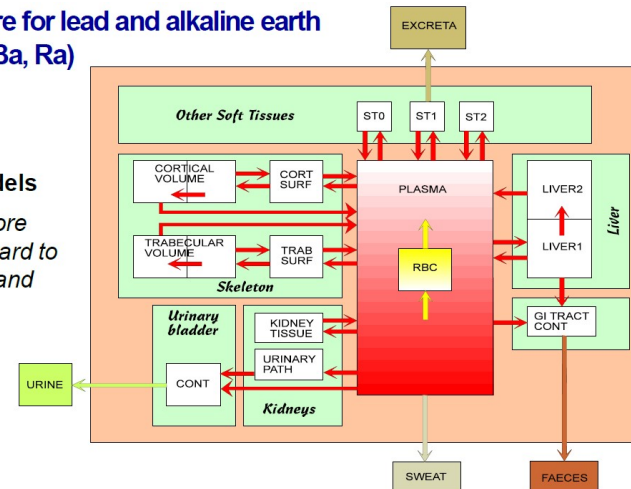 re for lead and alkaline earth
Ba, Ra)
dels
ore
ard to
and
EXCRETA
Other Soft Tissues
ST0
ST1
ST2
CORTICAL
VOLUME
CORT
SURF
TRABECULAR
VOLUME
TRAB
SURF
Skeleton
PLASMA
RBC
LIVER2
LIVER1
Liver
GI TRACT
CONT
Urinary
bladder
CONT
KIDNEY
TISSUE
URINARY
PATH
Kidneys
URINE
SWEAT
FAECES